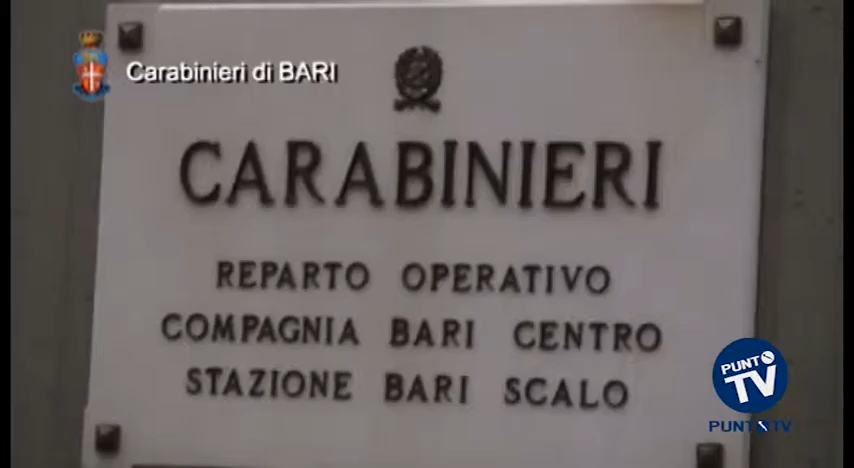 Carabinieri di BARI
CARABINIERI
REPARTO OPERATIVO
COMPAGNIA BARI CENTRO
STAZIONE BARI SCALO
PUNTO
TV
PUNTO TV